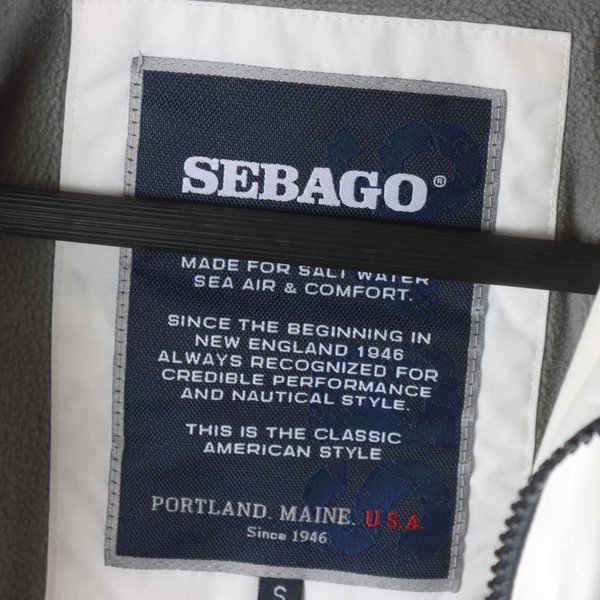 SEBAGO®
MADE FOR SALT WATER
SEA AIR & COMFORT.
SINCE THE BEGINNING IN
NEW ENGLAND 1946
ALWAYS RECOGNIZED FOR
CREDIBLE PERFORMANCE
AND NAUTICAL STYLE.
THIS IS THE CLASSIC
AMERICAN STYLE
PORTLAND. MAINE. U.S.A.
Since 1946
S